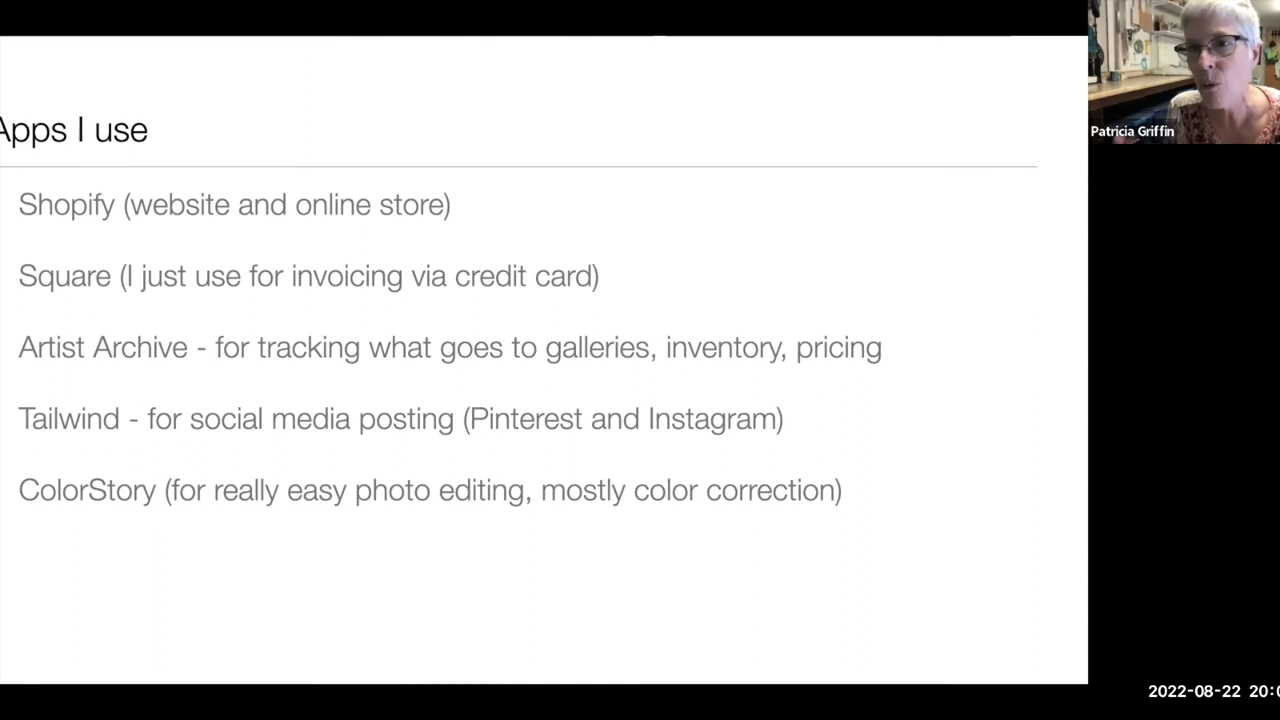 Apps I use
Shopify (website and online store)
Square (I just use for invoicing via credit card)
Artist Archive - for tracking what goes to galleries, inventory, pricing
Tailwind - for social media posting (Pinterest and Instagram)
ColorStory (for really easy photo editing, mostly color correction)
Patricia Griffin
2022-08-22 20:0